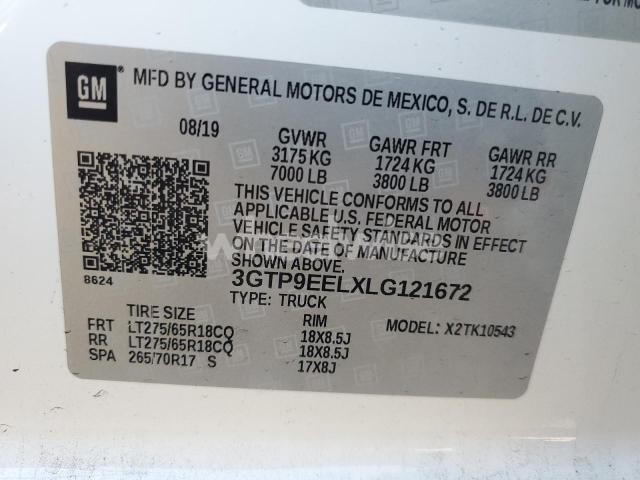 FOR MO
GM
MFD BY GENERAL MOTORS DE MEXICO, S. DE R.L. DE C.V.
08/19 GVWR GAWR FRT GAWR RR
3175 KG 1724 KG 1724 KG
7000 LB 3800 LB 3800 LB
THIS VEHICLE CONFORMS TO ALL
APPLICABLE U.S. FEDERAL MOTOR
VEHICLE SAFETY STANDARDS IN EFFECT
ON THE DATE OF MANUFACTURE
SHOWN ABOVE.
8624
3GTP9EELXLG121672
TYPE: TRUCK
TIRE SIZE RIM MODEL: X2TK10543
FRT LT275/65R18CQ 18X8.5J
RR LT275/65R18CQ 18X8.5J
SPA 265/70R17 S 17X8J